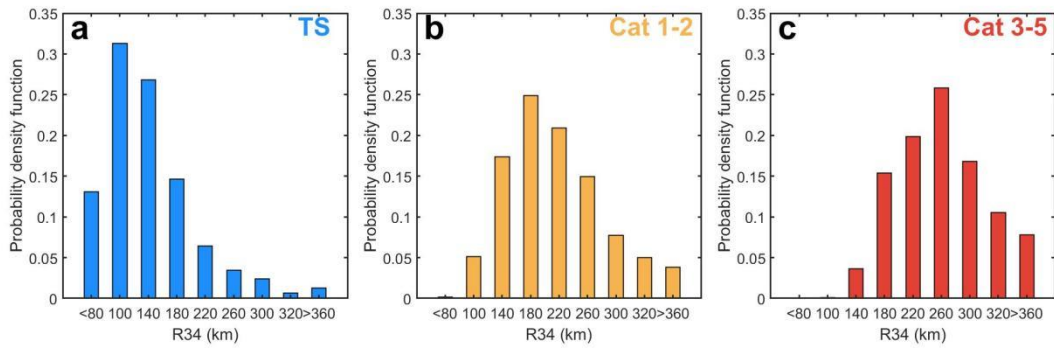 a
TS
Probability density function
0.35
0.3
0.25
0.2
0.15
0.1
0.05
0
<80 100 140 180 220 260 300 320>360
R34 (km)
b
Cat 1-2
Probability density function
0.35
0.3
0.25
0.2
0.15
0.1
0.05
0
<80 100 140 180 220 260 300 320>360
R34 (km)
c
Cat 3-5
Probability density function
0.35
0.3
0.25
0.2
0.15
0.1
0.05
0
<80 100 140 180 220 260 300 320>360
R34 (km)